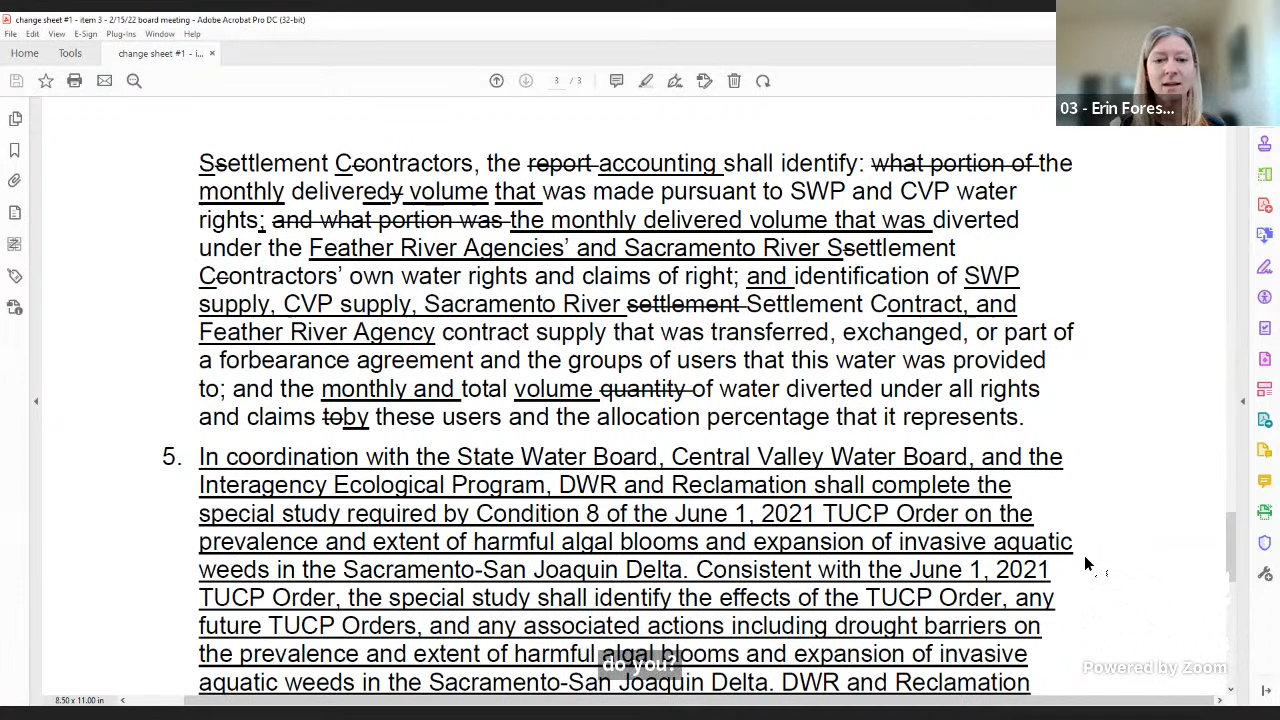 change sheet #1 - item 3 - 2/15/22 board meeting - Adobe Acrobat Pro DC (32-bit)
File Edit View E-Sign Plug-Ins Window Help
Home Tools change sheet #1 - i... ×
3 / 3
03 - Erin Fores...
Ssettlement Ccontractors, the report accounting shall identify: what portion of the
monthly deliveredy volume that was made pursuant to SWP and CVP water
rights; and what portion was the monthly delivered volume that was diverted
under the Feather River Agencies’ and Sacramento River Ssettlement
Ccontractors’ own water rights and claims of right; and identification of SWP
supply, CVP supply, Sacramento River settlement Settlement Contract, and
Feather River Agency contract supply that was transferred, exchanged, or part of
a forbearance agreement and the groups of users that this water was provided
to; and the monthly and total volume quantity of water diverted under all rights
and claims toby these users and the allocation percentage that it represents.
5. In coordination with the State Water Board, Central Valley Water Board, and the
Interagency Ecological Program, DWR and Reclamation shall complete the
special study required by Condition 8 of the June 1, 2021 TUCP Order on the
prevalence and extent of harmful algal blooms and expansion of invasive aquatic
weeds in the Sacramento-San Joaquin Delta. Consistent with the June 1, 2021
TUCP Order, the special study shall identify the effects of the TUCP Order, any
future TUCP Orders, and any associated actions including drought barriers on
the prevalence and extent of harmful algal blooms and expansion of invasive
do you?
Powered by Zoom
aquatic weeds in the Sacramento-San Joaquin Delta. DWR and Reclamation
8.50 x 11.00 in